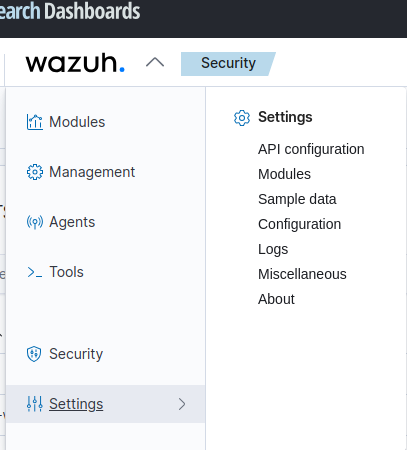 earch Dashboards
wazuh.
Security
Modules
Management
Agents
Tools
Security
Settings
Settings
API configuration
Modules
Sample data
Configuration
Logs
Miscellaneous
About